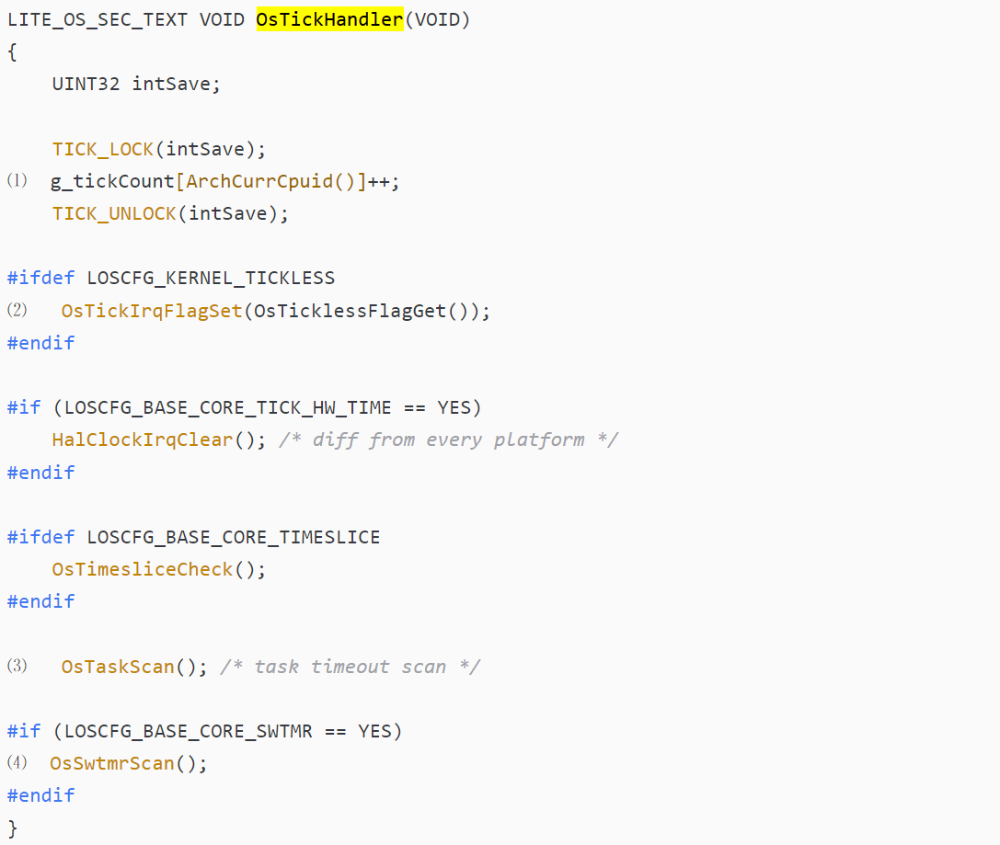 LITE_OS_SEC_TEXT VOID OsTickHandler(VOID)
{
    UINT32 intSave;
    TICK_LOCK(intSave);
⑴  g_tickCount[ArchCurrCpuid()]++;
    TICK_UNLOCK(intSave);
#ifdef LOSCFG_KERNEL_TICKLESS
⑵   OsTickIrqFlagSet(OsTicklessFlagGet());
#endif
#if (LOSCFG_BASE_CORE_TICK_HW_TIME == YES)
    HalClockIrqClear(); /* diff from every platform */
#endif
#ifdef LOSCFG_BASE_CORE_TIMESLICE
    OsTimesliceCheck();
#endif
⑶   OsTaskScan(); /* task timeout scan */
#if (LOSCFG_BASE_CORE_SWTMR == YES)
⑷  OsSwtmrScan();
#endif
}